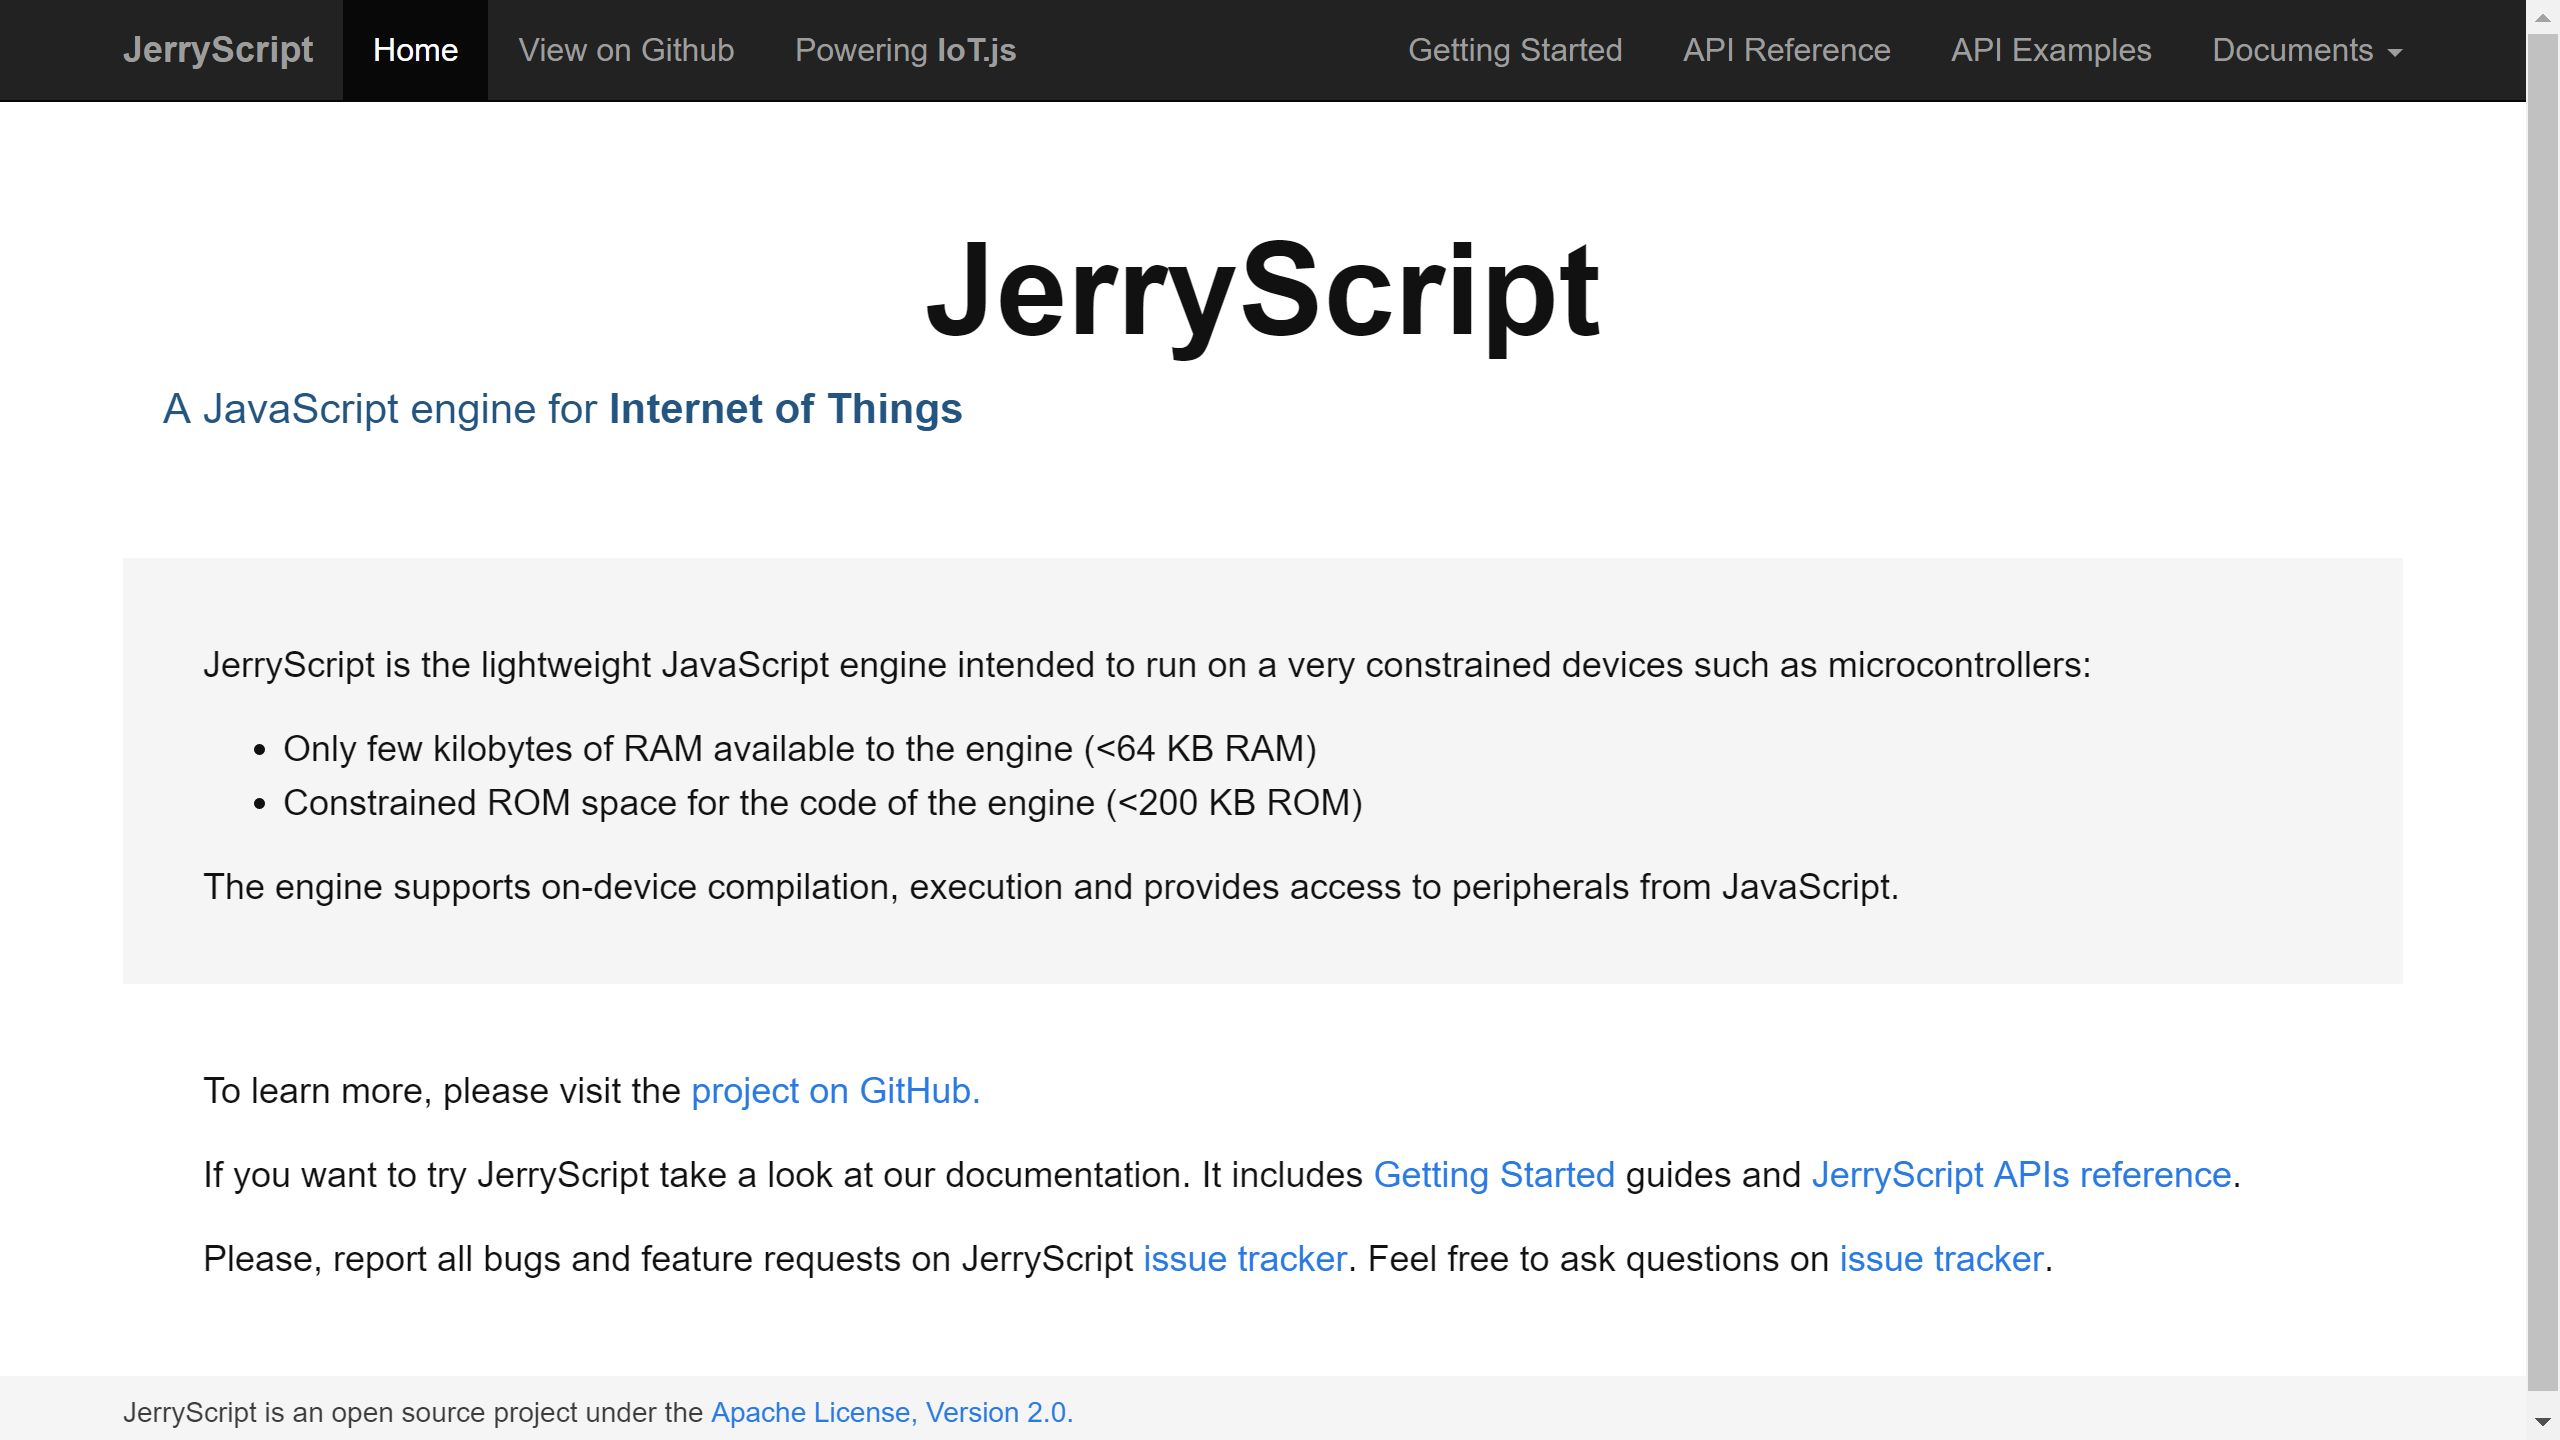 JerryScript Home View on Github Powering IoT.js Getting Started API Reference API Examples Documents
JerryScript
A JavaScript engine for Internet of Things
JerryScript is the lightweight JavaScript engine intended to run on a very constrained devices such as microcontrollers:
• Only few kilobytes of RAM available to the engine (<64 KB RAM)
• Constrained ROM space for the code of the engine (<200 KB ROM)
The engine supports on-device compilation, execution and provides access to peripherals from JavaScript.
To learn more, please visit the project on GitHub.
If you want to try JerryScript take a look at our documentation. It includes Getting Started guides and JerryScript APIs reference.
Please, report all bugs and feature requests on JerryScript issue tracker. Feel free to ask questions on issue tracker.
JerryScript is an open source project under the Apache License, Version 2.0.